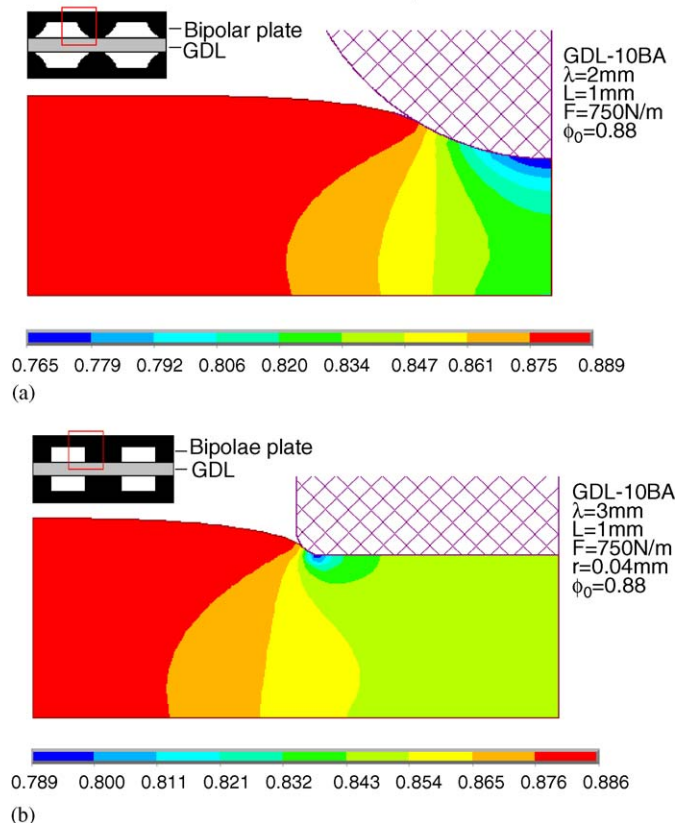 Bipolar plate
GDL
GDL-10BA
λ=2mm
L=1mm
F=750N/m
ϕ₀=0.88
0.765 0.779 0.792 0.806 0.820 0.834 0.847 0.861 0.875 0.889
(a)
Bipolae plate
GDL
GDL-10BA
λ=3mm
L=1mm
F=750N/m
r=0.04mm
ϕ₀=0.88
0.789 0.800 0.811 0.821 0.832 0.843 0.854 0.865 0.876 0.886
(b)